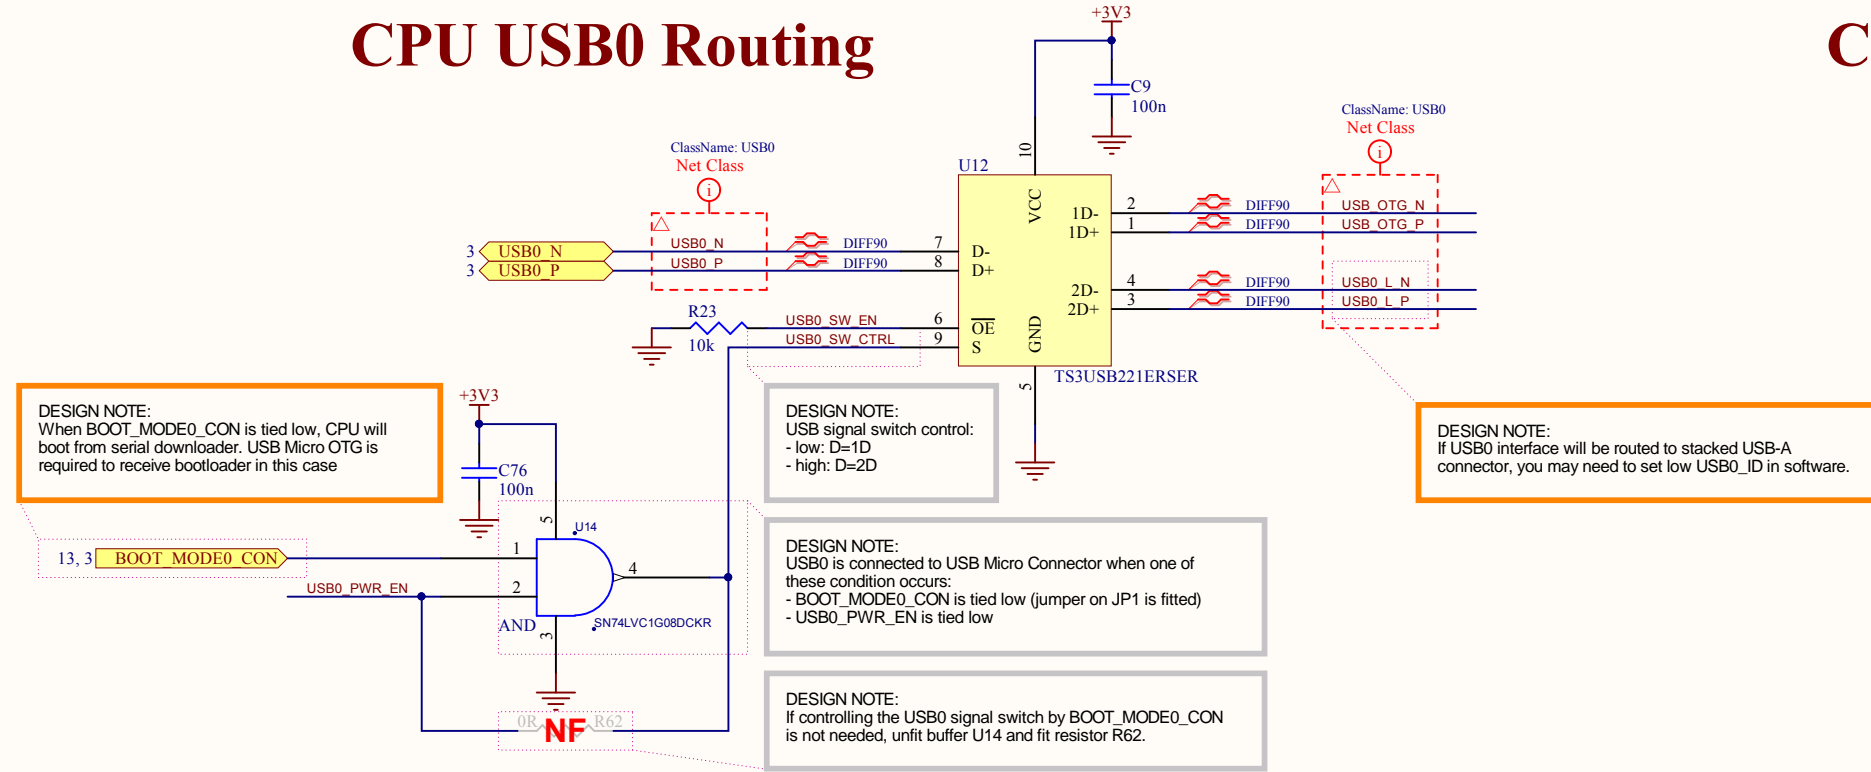 CPU USB0 Routing
C
+3V3
C9
100n
ClassName: USB0
Net Class
i
ClassName: USB0
Net Class
i
U12
10
VCC
1D-
2
DIFF90
USB_OTG_N
1D+
1
DIFF90
USB_OTG_P
3
USB0_N
USB0_N
DIFF90
7
D-
3
USB0_P
USB0_P
DIFF90
8
D+
2D-
4
DIFF90
USB0_L_N
2D+
3
DIFF90
USB0_L_P
R23
10k
USB0_SW_EN
6
OE
USB0_SW_CTRL
9
S
GND
5
TS3USB221ERSER
DESIGN NOTE:
When BOOT_MODE0_CON is tied low, CPU will
boot from serial downloader. USB Micro OTG is
required to receive bootloader in this case
+3V3
C76
100n
DESIGN NOTE:
USB signal switch control:
- low: D=1D
- high: D=2D
DESIGN NOTE:
If USB0 interface will be routed to stacked USB-A
connector, you may need to set low USB0_ID in software.
5
U14
13, 3
BOOT_MODE0_CON
1
4
USB0_PWR_EN
2
AND
3
SN74LVC1G08DCKR
DESIGN NOTE:
USB0 is connected to USB Micro Connector when one of
these condition occurs:
- BOOT_MODE0_CON is tied low (jumper on JP1 is fitted)
- USB0_PWR_EN is tied low
0R
NF
R62
DESIGN NOTE:
If controlling the USB0 signal switch by BOOT_MODE0_CON
is not needed, unfit buffer U14 and fit resistor R62.